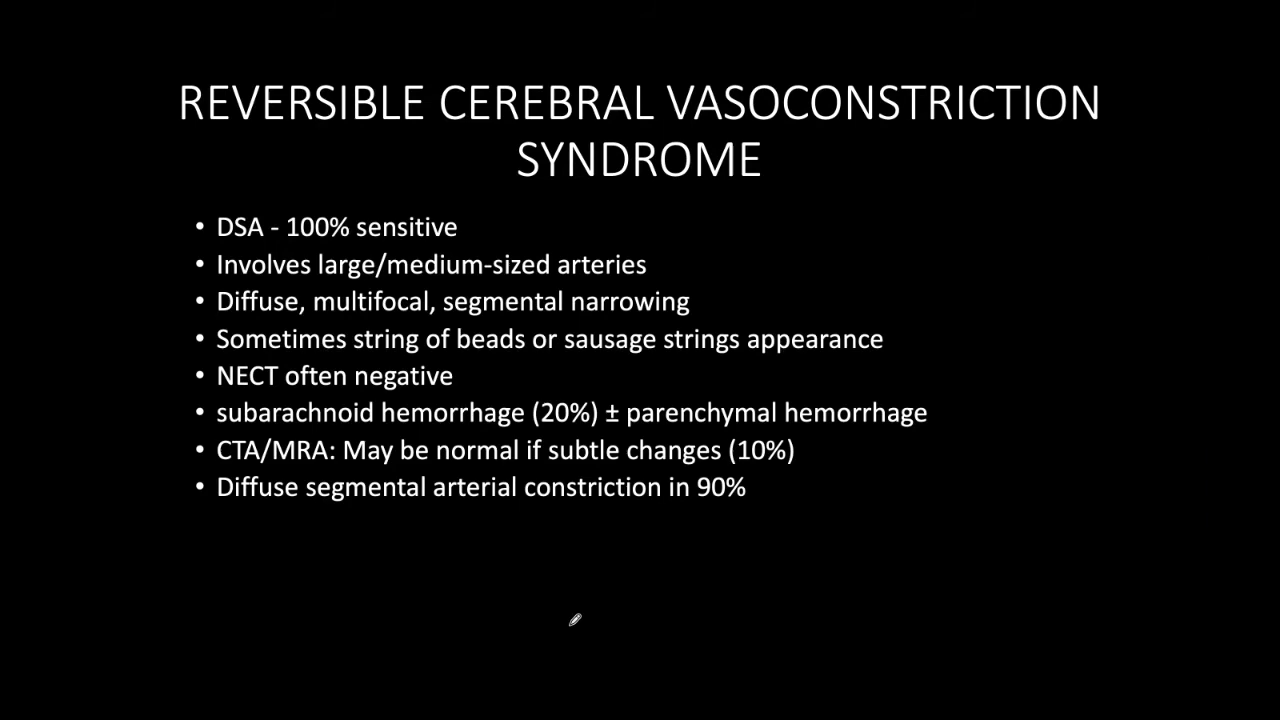 REVERSIBLE CEREBRAL VASOCONSTRICTION
SYNDROME
• DSA - 100% sensitive
• Involves large/medium-sized arteries
• Diffuse, multifocal, segmental narrowing
• Sometimes string of beads or sausage strings appearance
• NECT often negative
• subarachnoid hemorrhage (20%) ± parenchymal hemorrhage
• CTA/MRA: May be normal if subtle changes (10%)
• Diffuse segmental arterial constriction in 90%